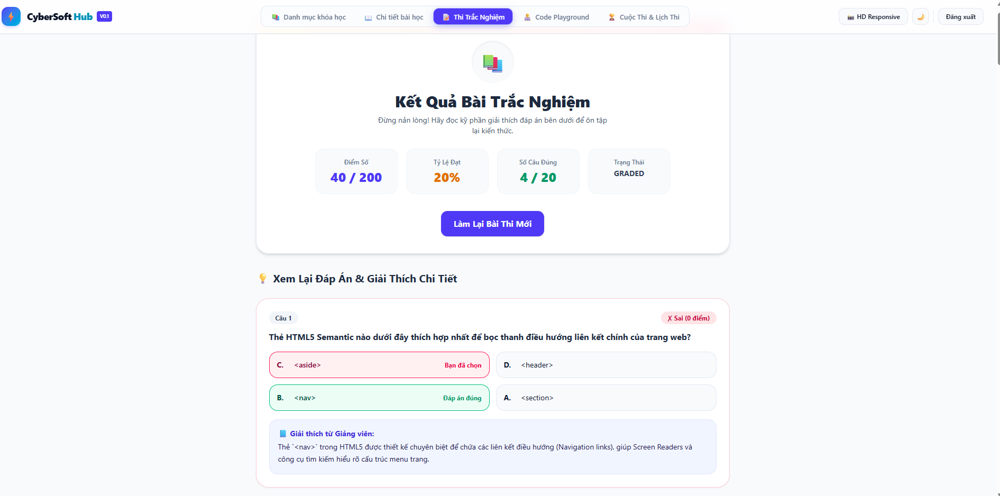 CyberSoft Hub V0.1
Danh mục khóa học
Chi tiết bài học
Thi Trắc Nghiệm
Code Playground
Cuộc Thi & Lịch Thi
HD Responsive
Đăng xuất
Kết Quả Bài Trắc Nghiệm
Đừng nản lòng! Hãy đọc kỹ phần giải thích đáp án bên dưới để ôn tập
lại kiến thức.
Điểm Số
40 / 200
Tỷ Lệ Đạt
20%
Số Câu Đúng
4 / 20
Trạng Thái
GRADED
Làm Lại Bài Thi Mới
Xem Lại Đáp Án & Giải Thích Chi Tiết
Câu 1
✗ Sai (0 điểm)
Thẻ HTML5 Semantic nào dưới đây thích hợp nhất để bọc thanh điều hướng liên kết chính của trang web?
C. <aside> Bạn đã chọn
D. <header>
B. <nav> Đáp án đúng
A. <section>
Giải thích từ Giảng viên:
Thẻ `<nav>` trong HTML5 được thiết kế chuyên biệt để chứa các liên kết điều hướng (Navigation links), giúp Screen Readers và
công cụ tìm kiếm hiểu rõ cấu trúc menu trang.